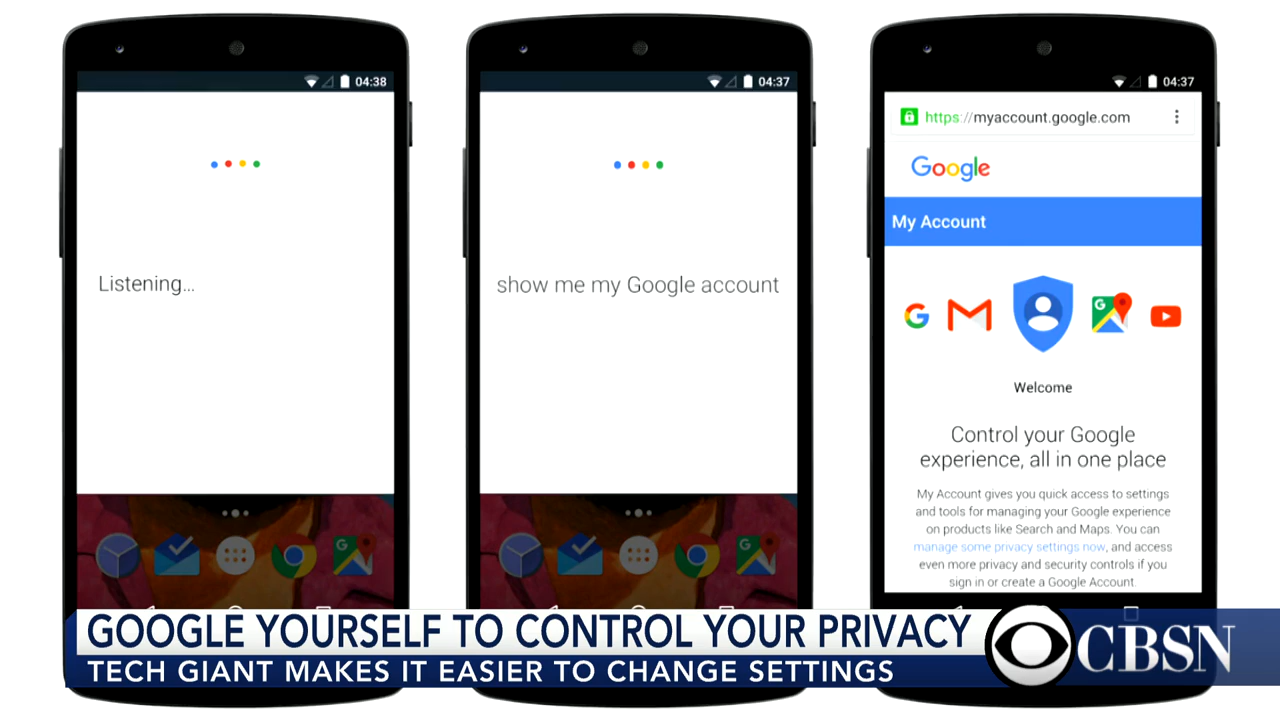 04:38
Listening...
04:37
show me my Google account
04:37
https://myaccount.google.com
Google
My Account
G
G
Welcome
Control your Google
experience, all in one place
My Account gives you quick access to settings
and tools for managing your Google experience
on products like Search and Maps. You can
manage some privacy settings now, and access
even more privacy and security controls if you
sign in or create a Google Account.
G
G
GOOGLE YOURSELF TO CONTROL YOUR PRIVACY
TECH GIANT MAKES IT EASIER TO CHANGE SETTINGS
CBSN